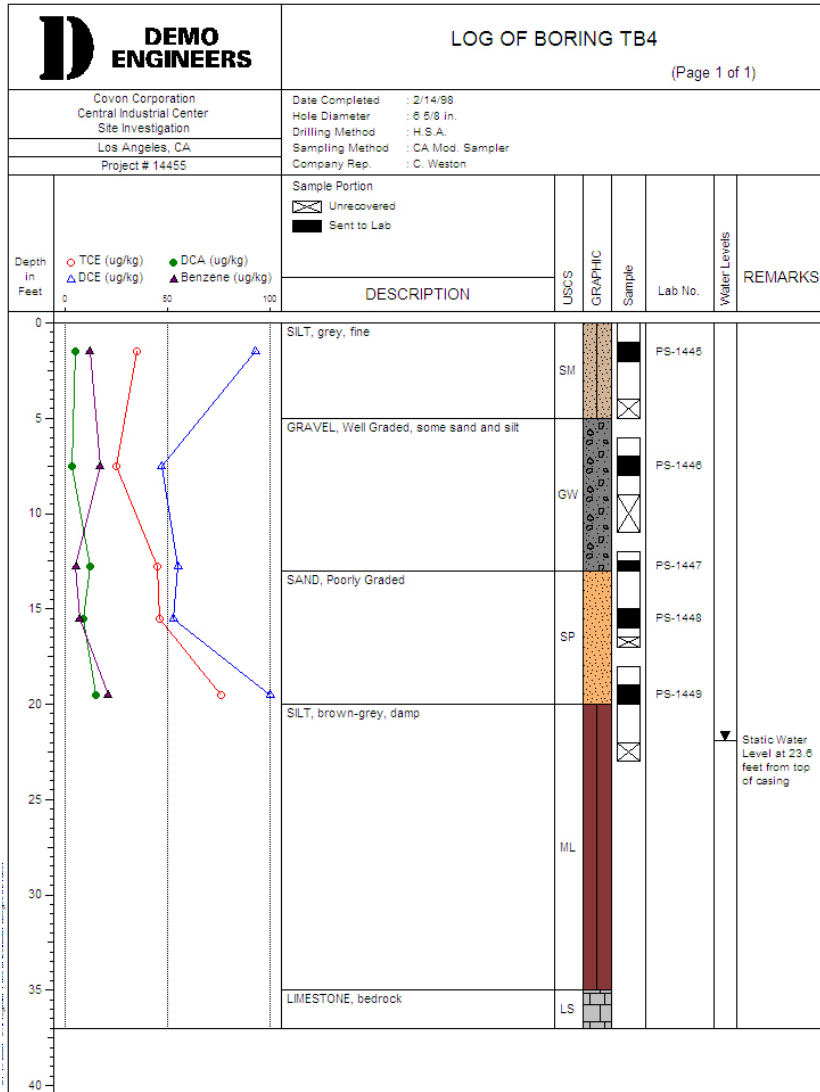 D
DEMO
ENGINEERS
LOG OF BORING TB4
(Page 1 of 1)
Covon Corporation
Central Industrial Center
Site Investigation
Los Angeles, CA
Project # 14455
Date Completed : 2/14/98
Hole Diameter : 6 5/8 in.
Drilling Method : H.S.A.
Sampling Method : CA Mod. Sampler
Company Rep. : C. Weston
Sample Portion
Unrecovered
Sent to Lab
Depth
in
Feet
TCE (ug/kg) DCA (ug/kg)
DCE (ug/kg) Benzene (ug/kg)
0 50 100
DESCRIPTION
USCS
GRAPHIC
Sample
Lab No.
Water Levels
REMARKS
0
SILT, grey, fine
SM
PS-1445
5
GRAVEL, Well Graded, some sand and silt
GW
PS-1446
10
PS-1447
SAND, Poorly Graded
15
SP
PS-1448
PS-1449
20
SILT, brown-grey, damp
Static Water
Level at 23.6
feet from top
of casing
25
ML
30
35
LIMESTONE, bedrock
LS
40